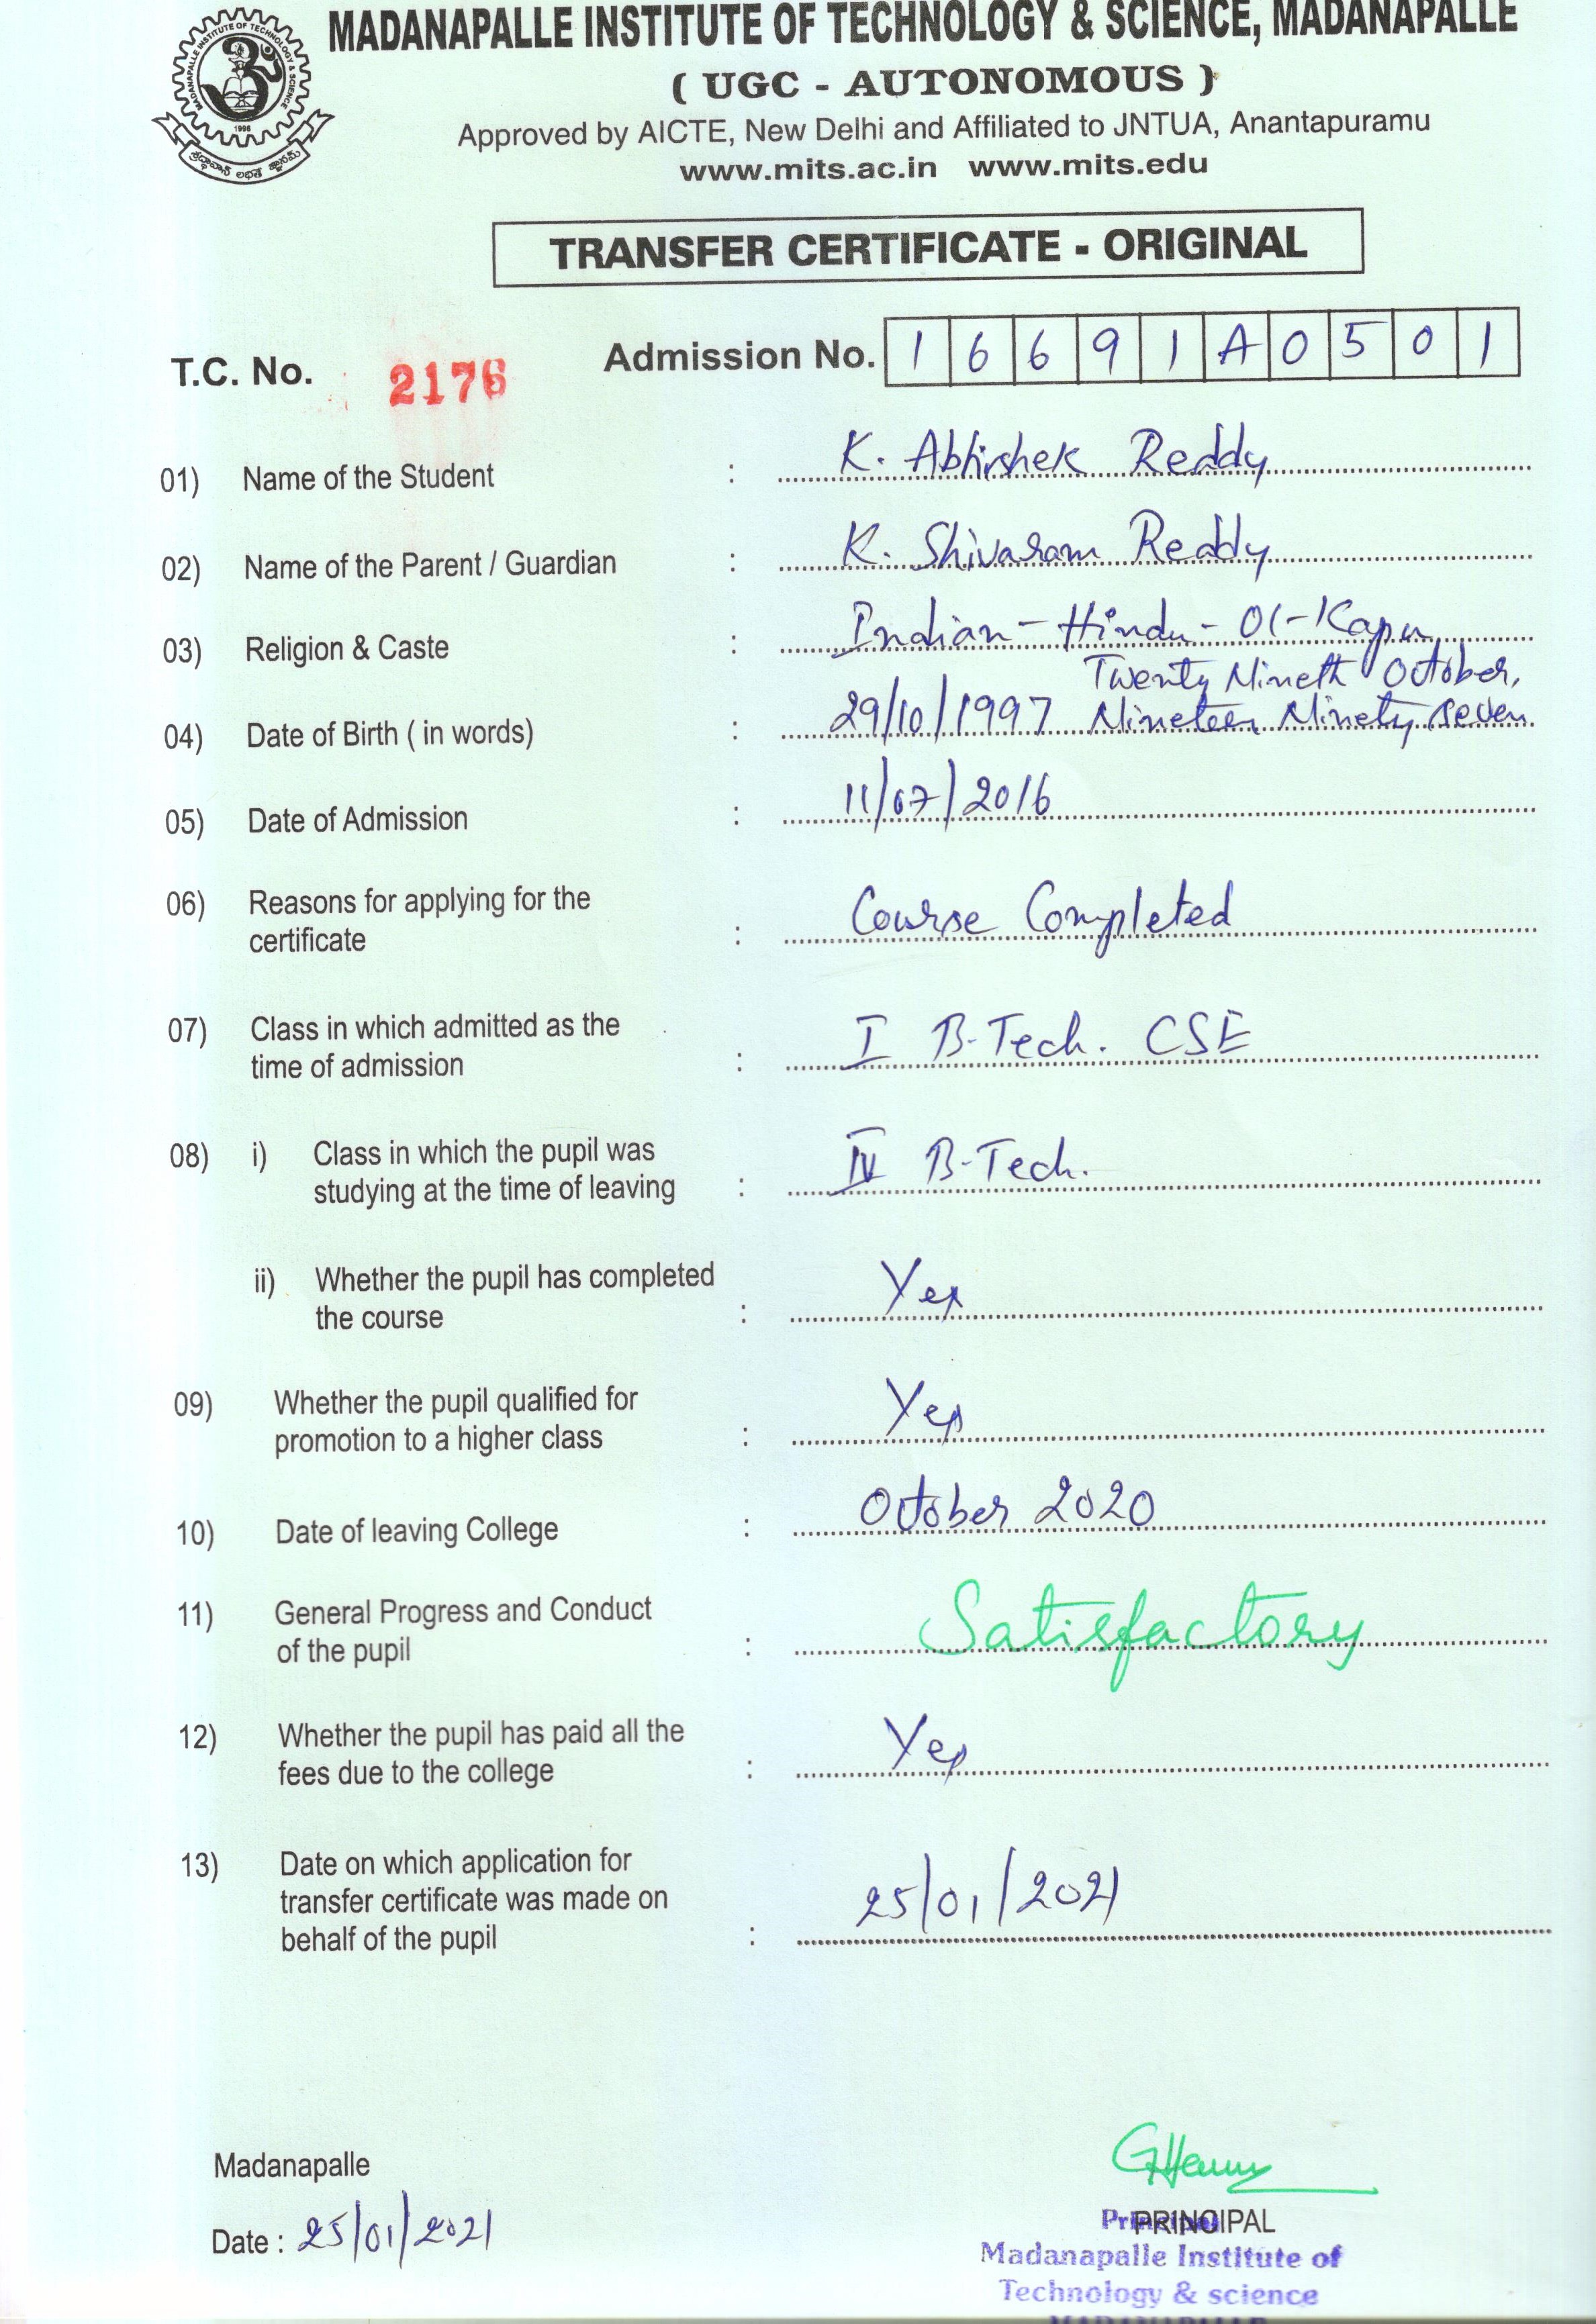 MADANAPALLE INSTITUTE OF TECHNOLOGY & SCIENCE, MADANAPALLE
( UGC - AUTONOMOUS )
Approved by AICTE, New Delhi and Affiliated to JNTUA, Anantapuramu
www.mits.ac.in www.mits.edu
MADANAPALLE INSTITUTE OF TECHNOLOGY & SCIENCE
1998
శ్రద్ధావాన్ లభతే జ్ఞానమ్
TRANSFER CERTIFICATE - ORIGINAL
T.C. No. 2176 Admission No. 1 6 6 9 1 A 0 5 0 1
01) Name of the Student : K. Abhishek Reddy
02) Name of the Parent / Guardian : K. Shivaram Reddy
03) Religion & Caste : Indian - Hindu - OC - Kapu
Twenty Nineth October,
04) Date of Birth ( in words) : 29/10/1997 Nineteen Ninety seven
05) Date of Admission : 11/07/2016
06) Reasons for applying for the
certificate : Course Completed
07) Class in which admitted as the
time of admission : I B-Tech. CSE
08) i) Class in which the pupil was
studying at the time of leaving : IV B-Tech.
ii) Whether the pupil has completed
the course : Yes
09) Whether the pupil qualified for
promotion to a higher class : Yes
10) Date of leaving College : October 2020
11) General Progress and Conduct
of the pupil : Satisfactory
12) Whether the pupil has paid all the
fees due to the college : Yes
13) Date on which application for
transfer certificate was made on
behalf of the pupil : 25/01/2021
Madanapalle
Date : 25/01/2021
PRINCIPAL
Principal
Madanapalle Institute of
Technology & science